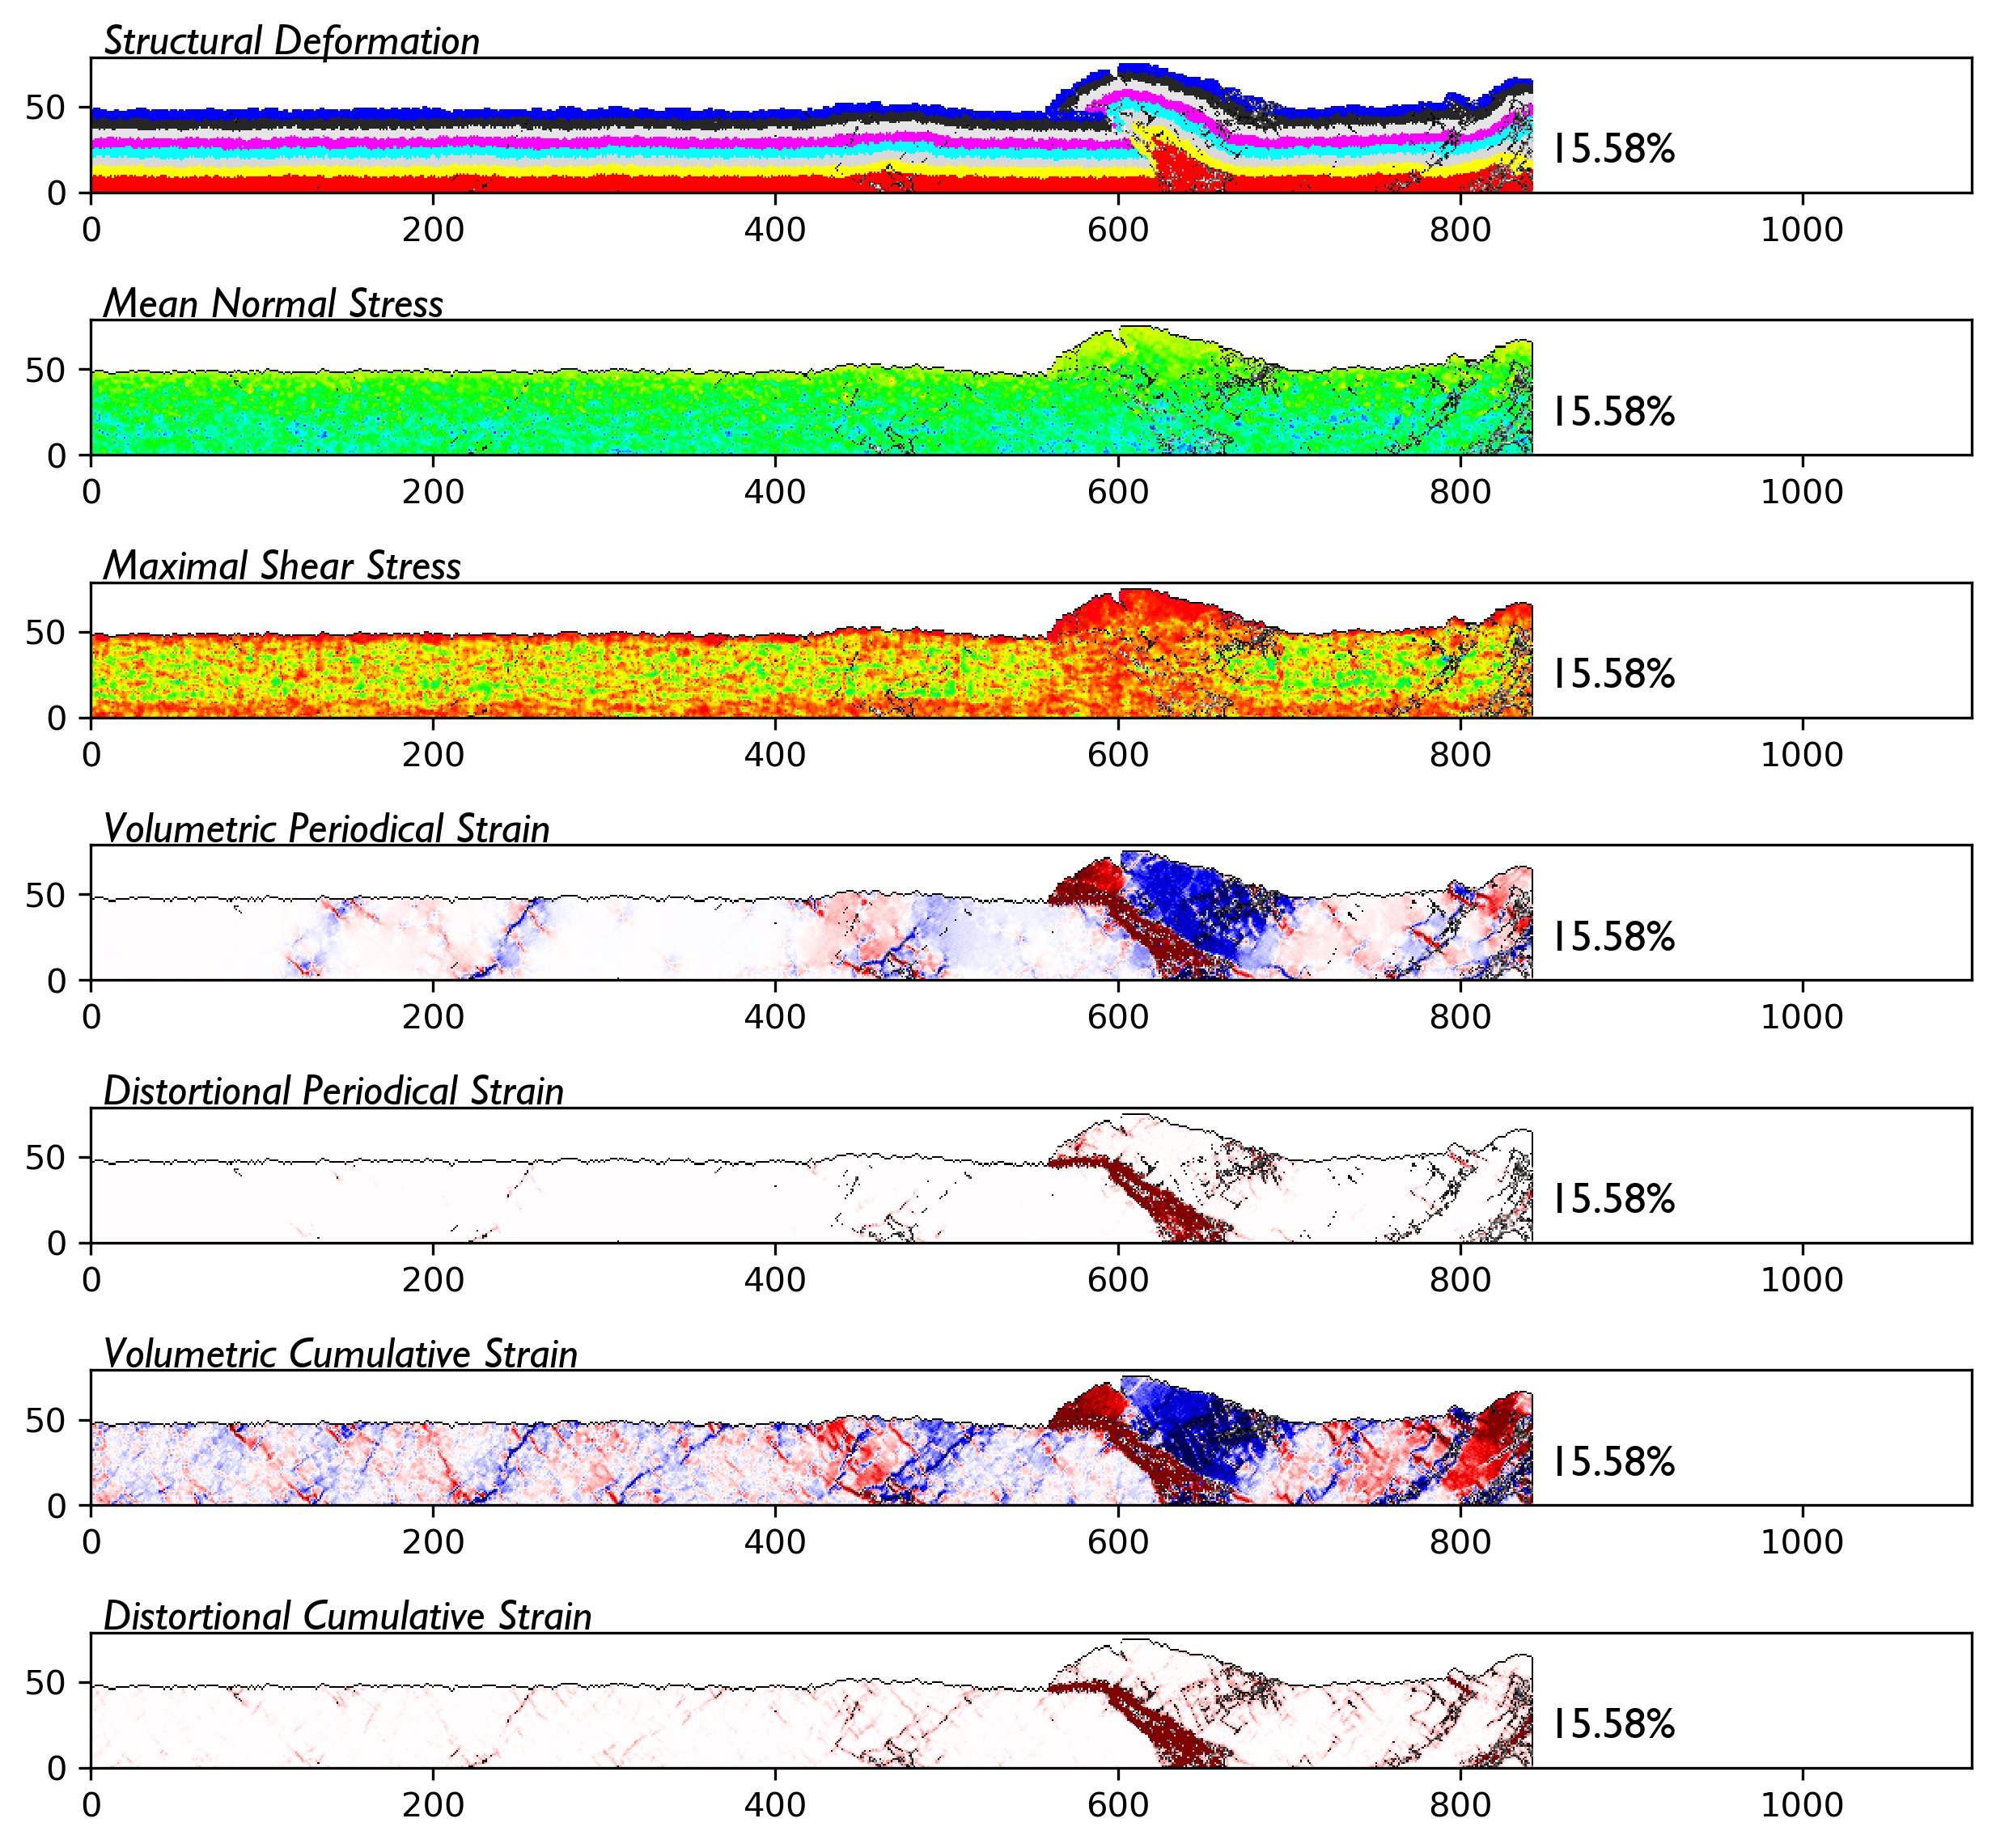 Structural Deformation
50
0
15.58%
0 200 400 600 800 1000
Mean Normal Stress
50
0
15.58%
0 200 400 600 800 1000
Maximal Shear Stress
50
0
15.58%
0 200 400 600 800 1000
Volumetric Periodical Strain
50
0
15.58%
0 200 400 600 800 1000
Distortional Periodical Strain
50
0
15.58%
0 200 400 600 800 1000
Volumetric Cumulative Strain
50
0
15.58%
0 200 400 600 800 1000
Distortional Cumulative Strain
50
0
15.58%
0 200 400 600 800 1000